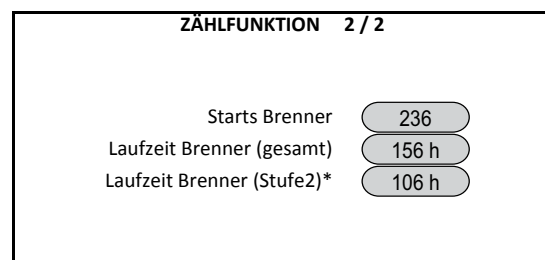 ZÄHLFUNKTION 2 / 2
Starts Brenner 236
Laufzeit Brenner (gesamt) 156 h
Laufzeit Brenner (Stufe2)* 106 h